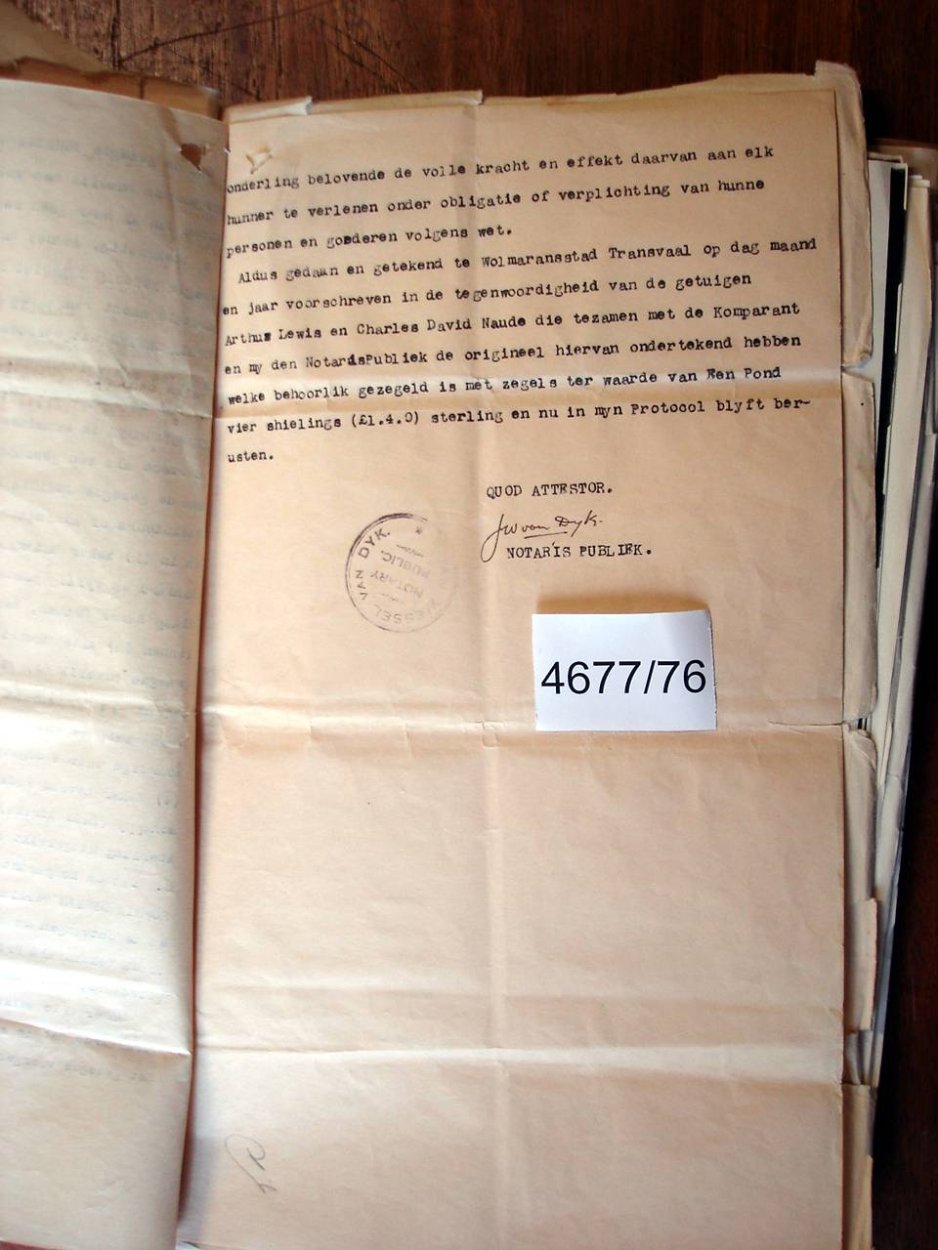 onderling belovende de volle kracht en effekt daarvan aan elk
hunner te verlenen onder obligatie of verplichting van hunne
personen en goederen volgens wet.
Aldus gedaan en getekend te Wolmaransstad Transvaal op dag maand
en jaar voorschreven in de tegenwoordigheid van de getuigen
Arthur Lewis en Charles David Naude die tezamen met de Komparant
en my den NotarisPubliek de origineel hiervan ondertekend hebben
welke behoorlik gezegeld is met zegels ter waarde van Een Pond
vier shielings (£1.4.0) sterling en nu in myn Protocol blyft ber-
usten.
QUOD ATTESTOR.
JW van Dyk.
NOTARIS PUBLIEK.
WESSEL VAN DYK.
NOTARY
PUBLIC.
4677/76